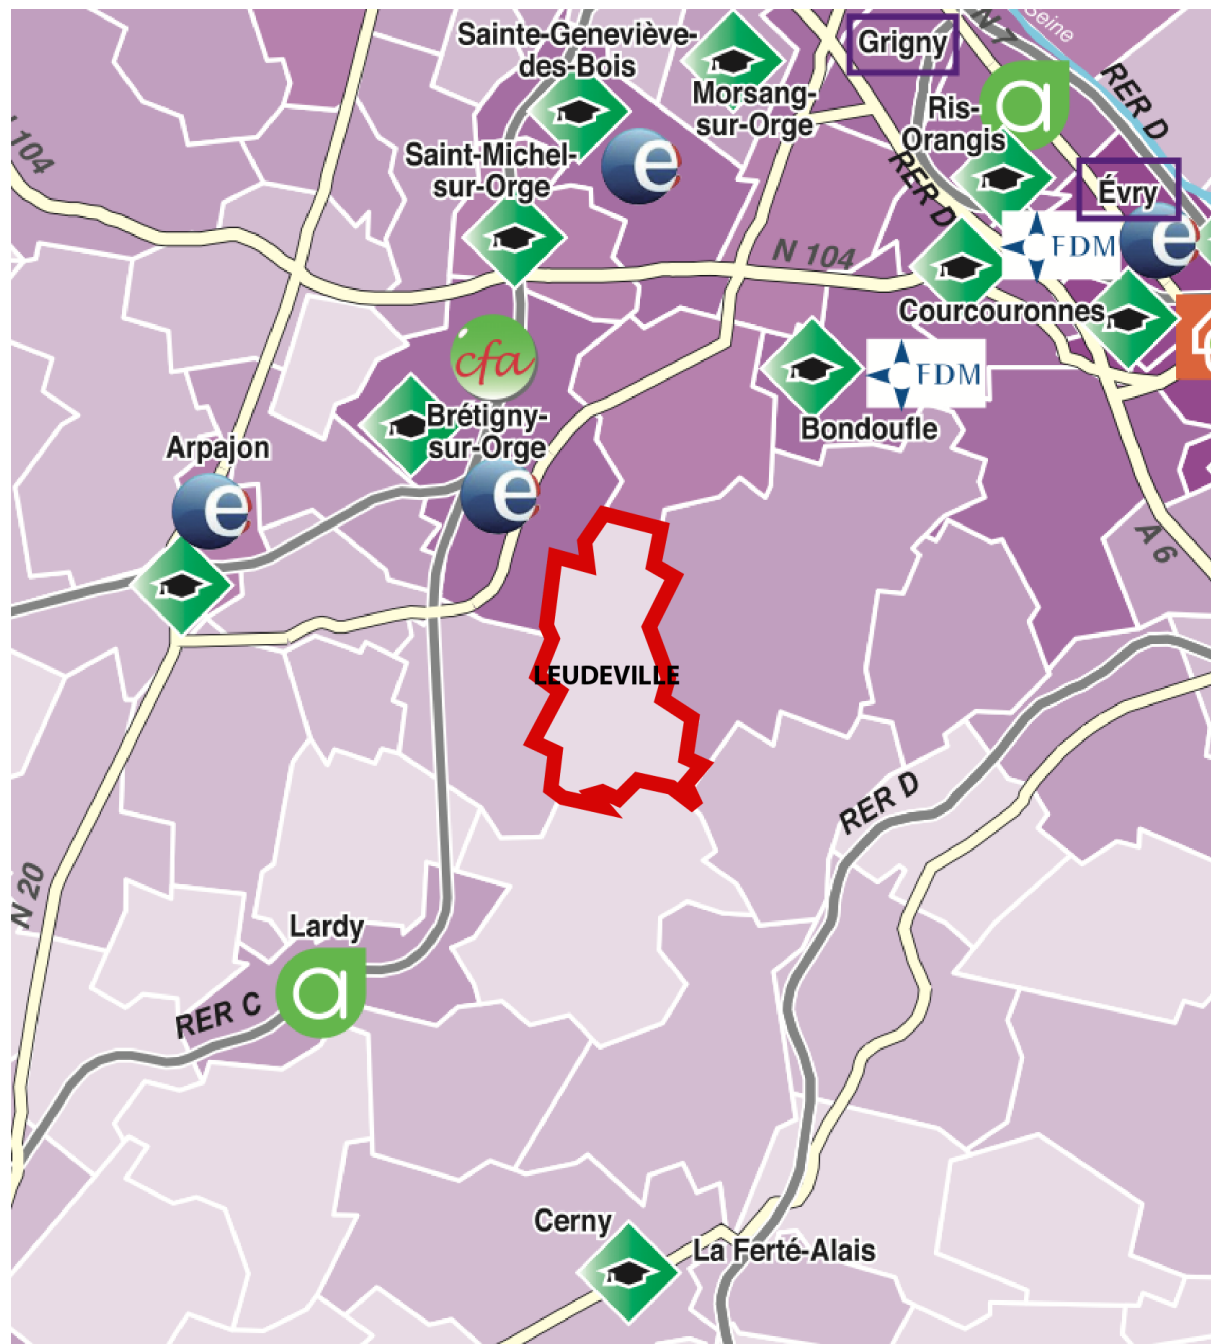 Sainte-Geneviève-
des-Bois
Morsang-
sur-Orge
Grigny
N 7
Seine
RER D
Ris-
Orangis
a
N 104
Saint-Michel-
sur-Orge
e
RER D
Évry
FDM
e
N 104
Courcouronnes
cfa
FDM
Brétigny-
sur-Orge
Bondoufle
Arpajon
e
e
A 6
LEUDEVILLE
RER D
N 20
Lardy
a
RER C
Cerny
La Ferté-Alais